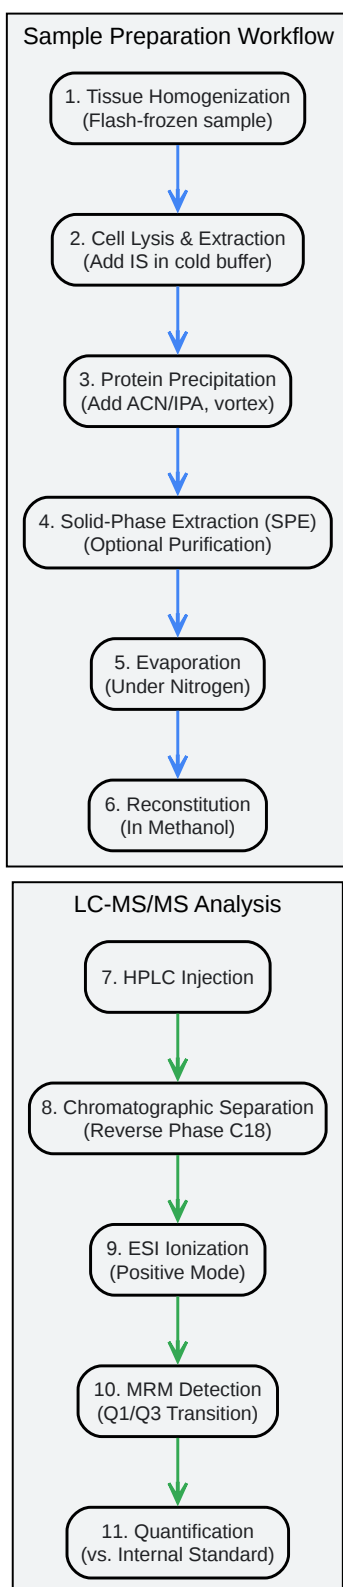 Sample Preparation Workflow
1. Tissue Homogenization
(Flash-frozen sample)
2. Cell Lysis & Extraction
(Add IS in cold buffer)
3. Protein Precipitation
(Add ACN/IPA, vortex)
4. Solid-Phase Extraction (SPE)
(Optional Purification)
5. Evaporation
(Under Nitrogen)
6. Reconstitution
(In Methanol)
LC-MS/MS Analysis
7. HPLC Injection
8. Chromatographic Separation
(Reverse Phase C18)
9. ESI Ionization
(Positive Mode)
10. MRM Detection
(Q1/Q3 Transition)
11. Quantification
(vs. Internal Standard)